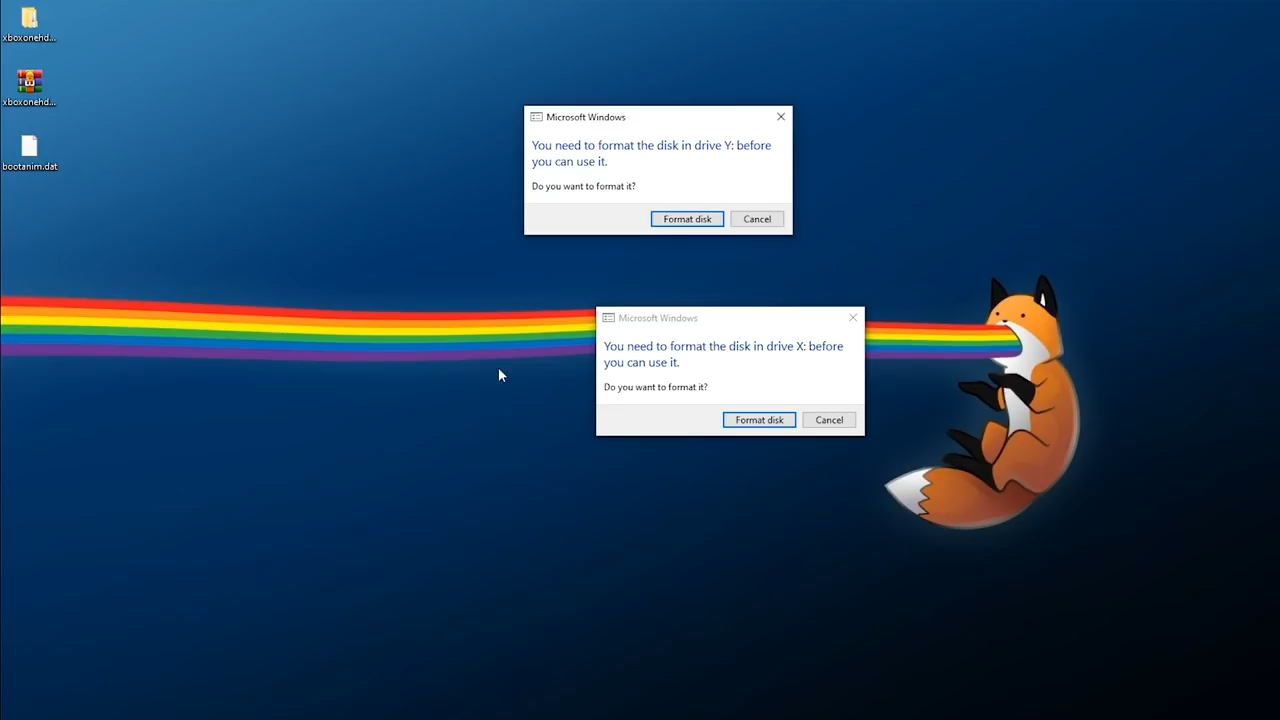 xboxonehd...
xboxonehd...
bootanim.dat
Microsoft Windows
You need to format the disk in drive Y: before
you can use it.
Do you want to format it?
Format disk
Cancel
Microsoft Windows
You need to format the disk in drive X: before
you can use it.
Do you want to format it?
Format disk
Cancel